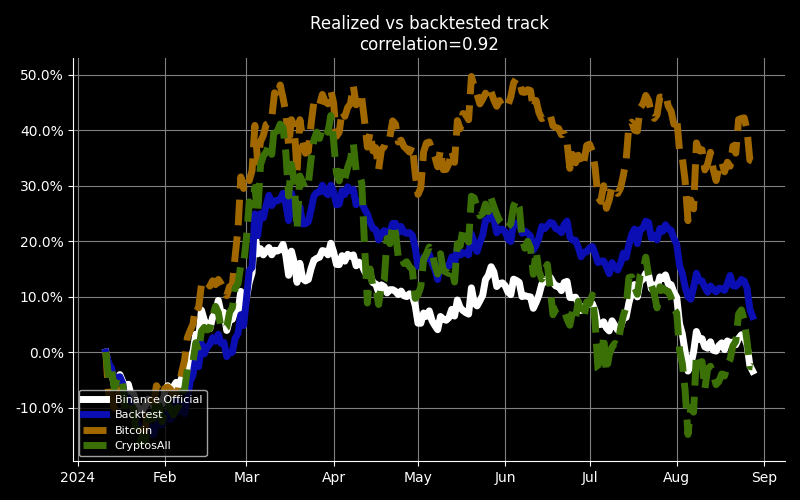 Realized vs backtested track
correlation=0.92
50.0%
40.0%
30.0%
20.0%
10.0%
0.0%
-10.0%
Binance Official
Backtest
Bitcoin
CryptosAll
2024 Feb Mar Apr May Jun Jul Aug Sep